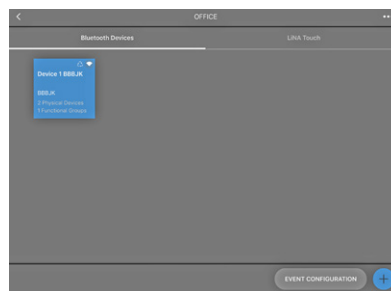 OFFICE
Bluetooth Devices
LiNA Touch
Device 1 BBBJK
BBBJK
2 Physical Devices
1 Functional Groups
EVENT CONFIGURATION